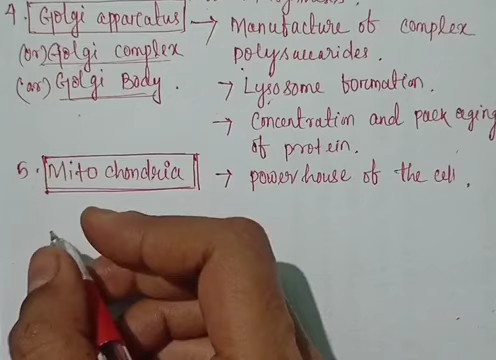 4. Golgi apparcatus → Manufacture of complex
(or) Golgi complex polysaccarides.
(or) Golgi Body. → Lysosome formation.
→ Concentration and packaging
of protein.
5. Mitochondria → power house of the cell.